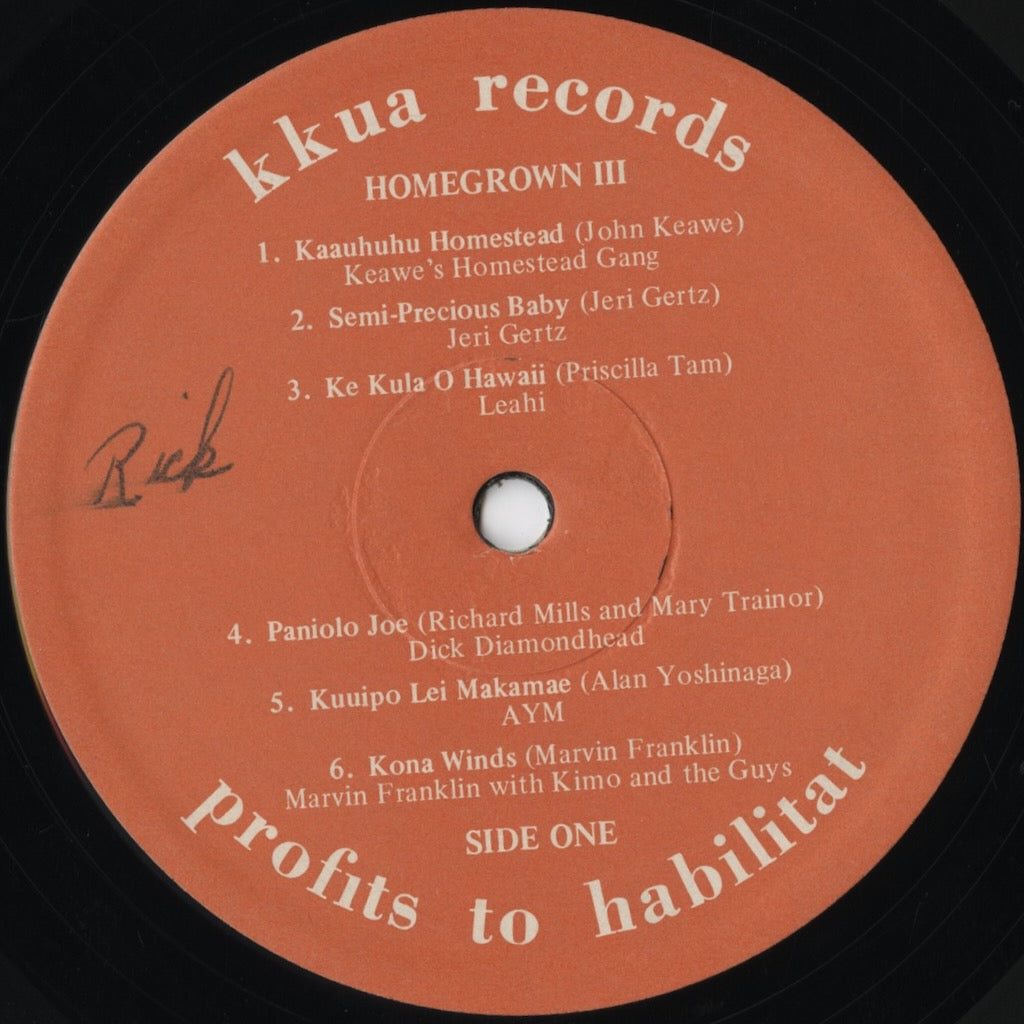 kkua records
HOMEGROWN III
1. Kaauhuhu Homestead (John Keawe)
Keawe's Homestead Gang
2. Semi-Precious Baby (Jeri Gertz)
Jeri Gertz
3. Ke Kula O Hawaii (Priscilla Tam)
Leahi
Rick
4. Paniolo Joe (Richard Mills and Mary Trainor)
Dick Diamondhead
5. Kuuipo Lei Makamae (Alan Yoshinaga)
AYM
6. Kona Winds (Marvin Franklin)
Marvin Franklin with Kimo and the Guys
SIDE ONE
profits to habilitat